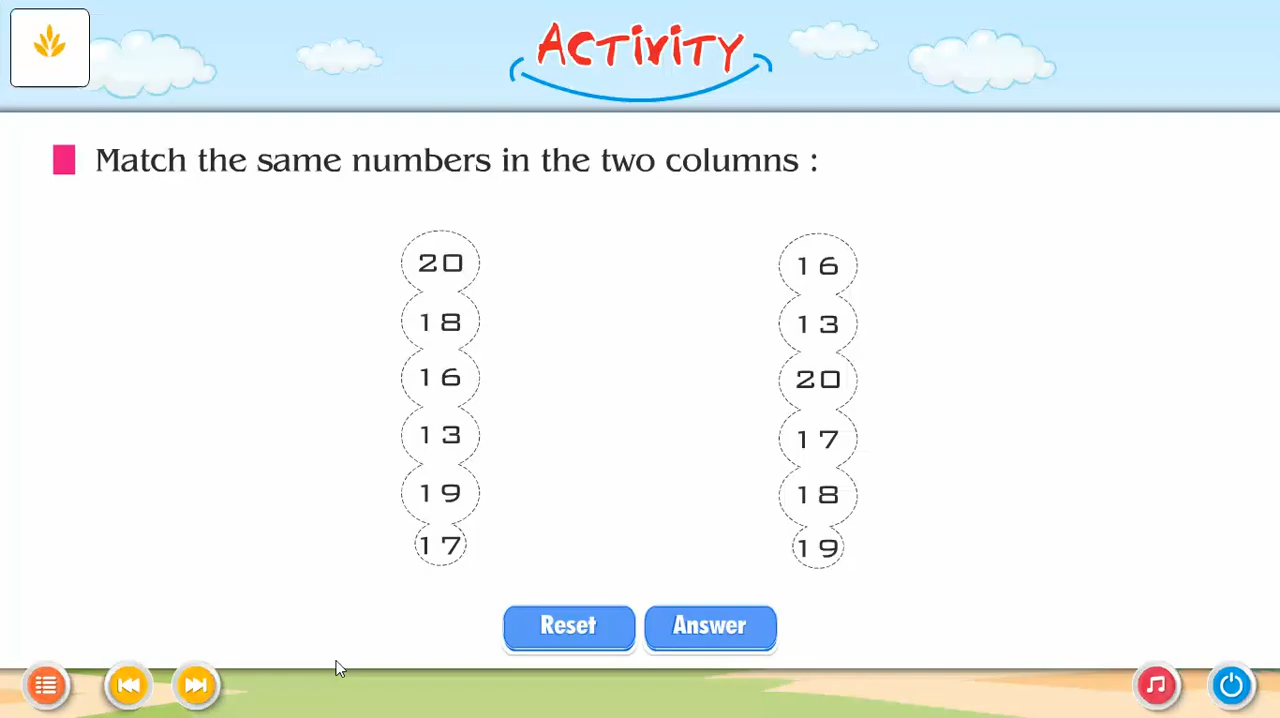 ACTIVITY
Match the same numbers in the two columns :
20 16
18 13
16 20
13 17
19 18
17 19
Reset Answer